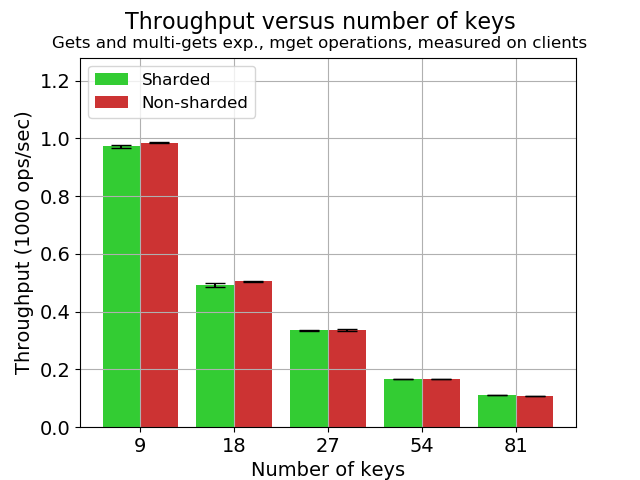 Throughput versus number of keys
Gets and multi-gets exp., mget operations, measured on clients
Sharded
Non-sharded
Throughput (1000 ops/sec)
1.2
1.0
0.8
0.6
0.4
0.2
0.0
9 18 27 54 81
Number of keys